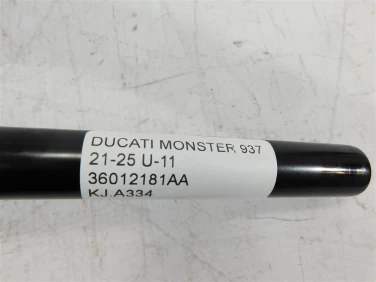 DUCATI MONSTER 937
21-25 U-11
36012181AA
KJ.A334